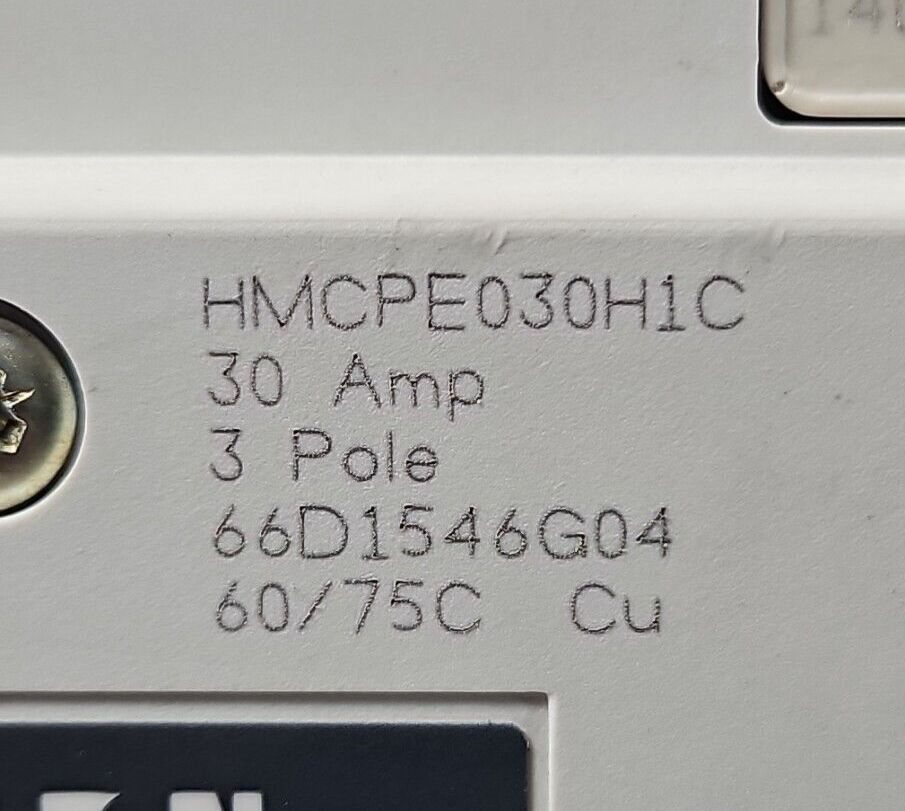 HMCPE030H1C
30 Amp
3 Pole
66D1546G04
60/75C Cu